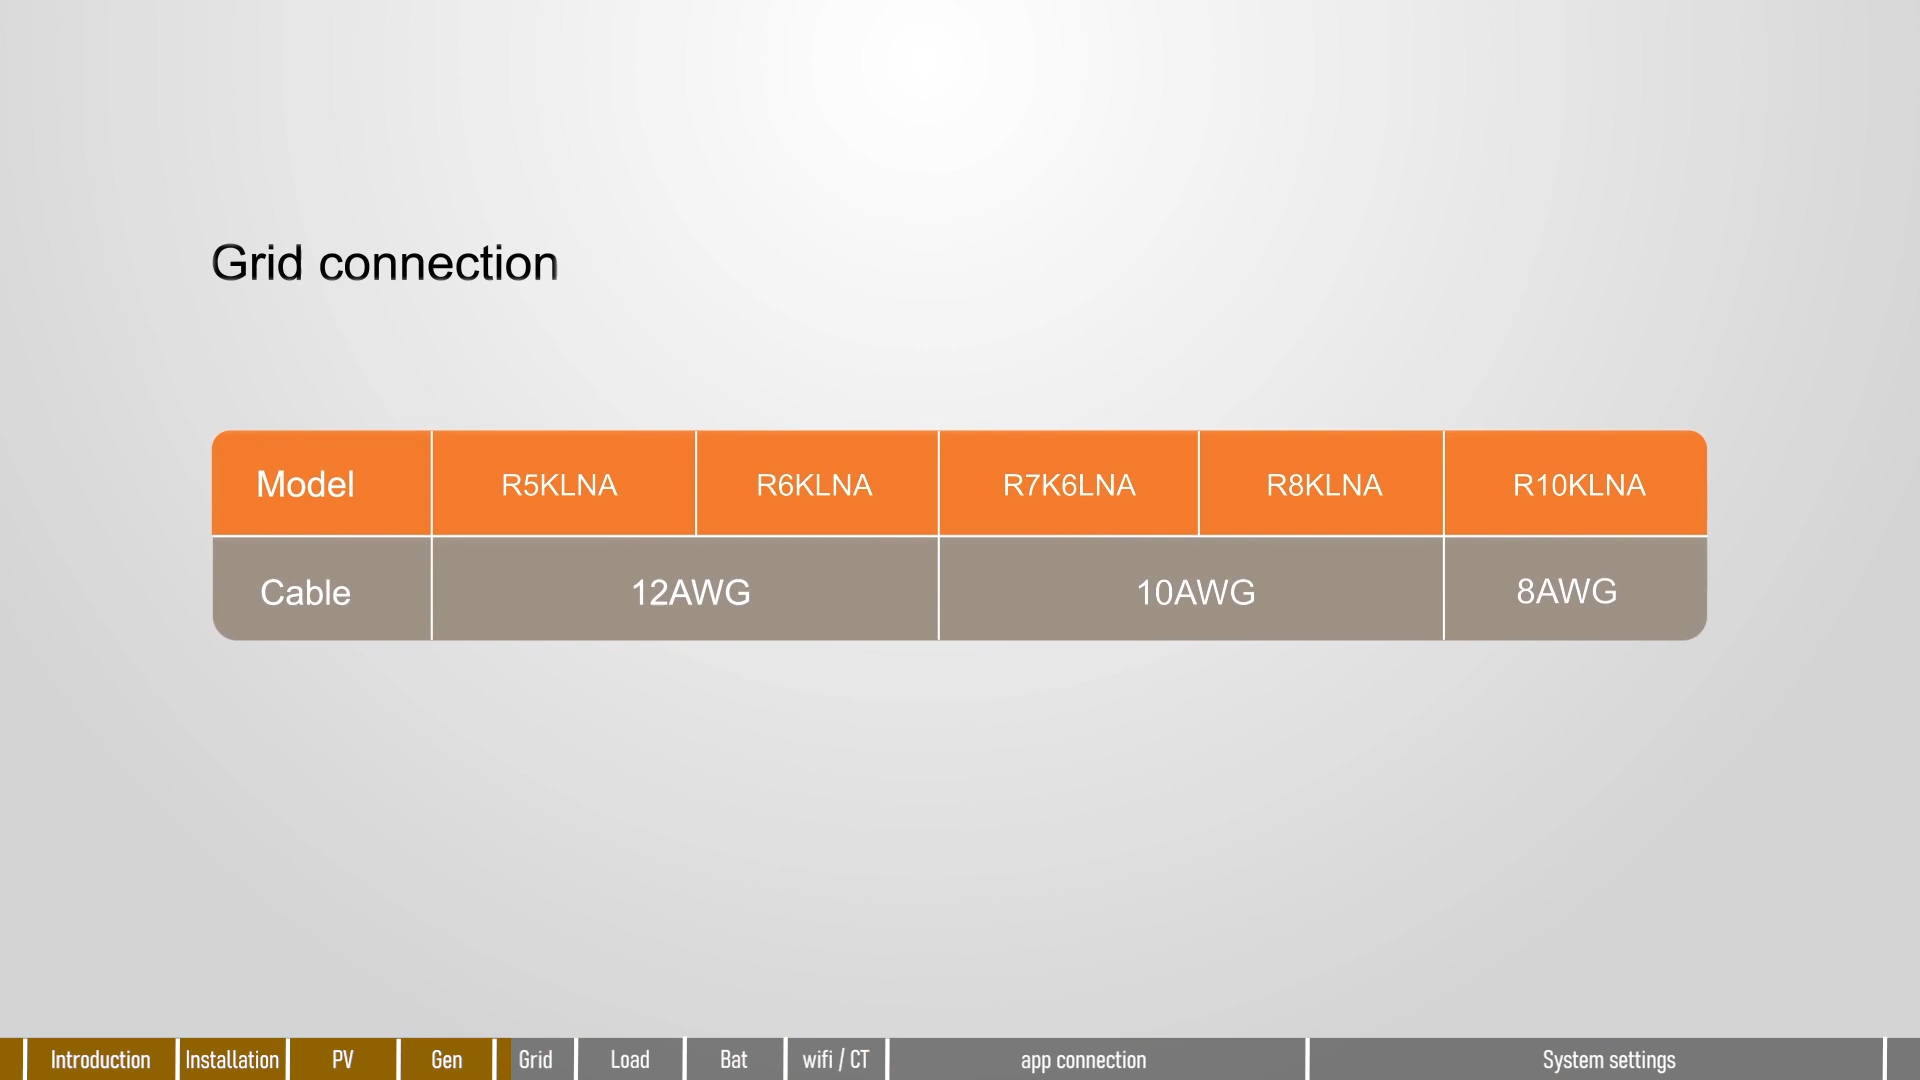 Grid connection
Model R5KLNA R6KLNA R7K6LNA R8KLNA R10KLNA
Cable 12AWG 10AWG 8AWG
Introduction Installation PV Gen Grid Load Bat wifi / CT app connection System settings